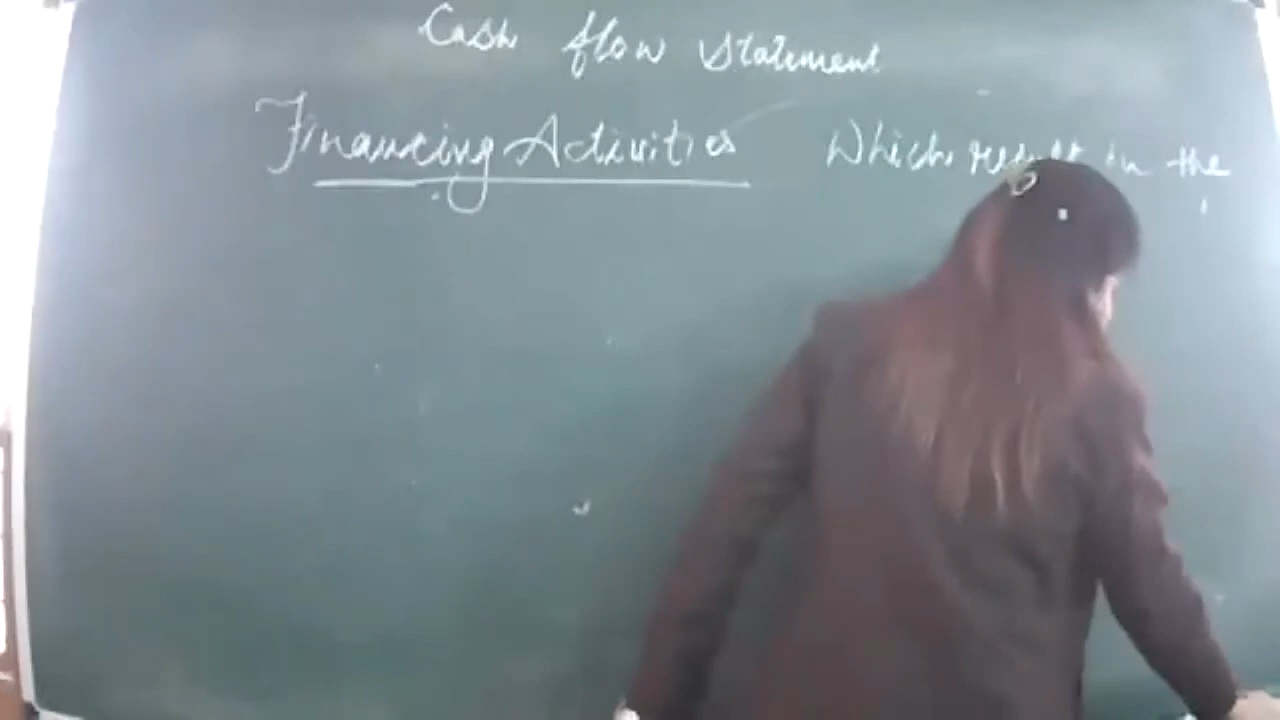 Cash flow statement
Financing Activities Which result in the